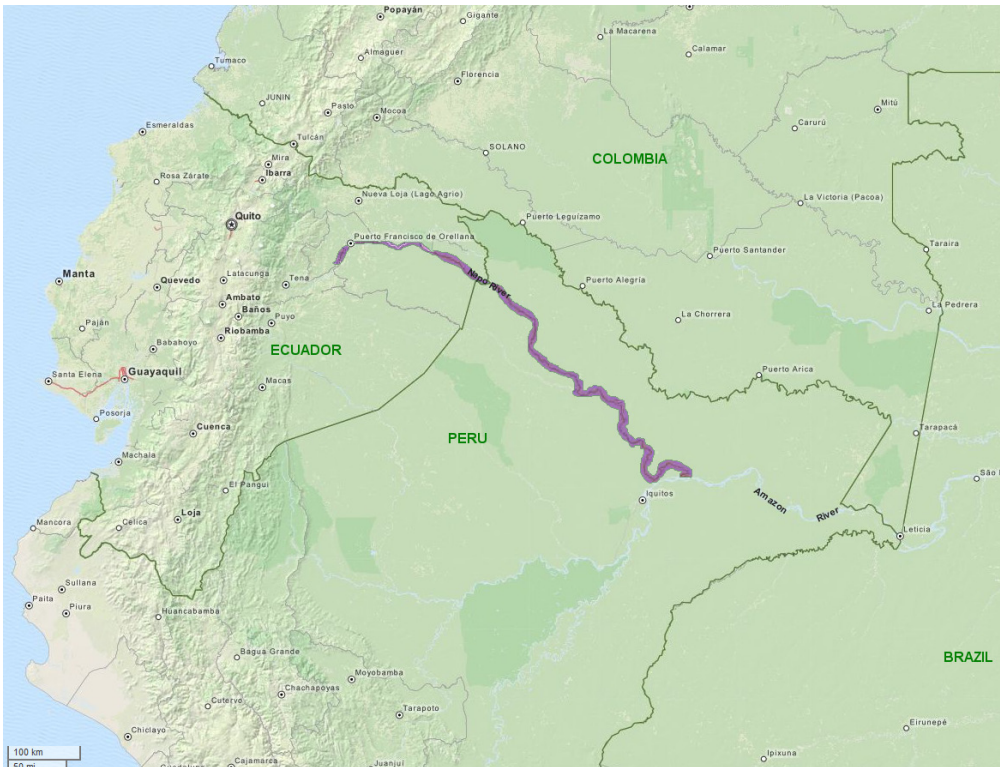 Popayán
Gigante
La Macarena
Calamar
Almaguer
Tumaco
Florencia
JUNIN
Pasto
Mocoa
Mitú
Carurú
Esmeraldas
Tulcán
SOLANO
COLOMBIA
Mira
Ibarra
Rosa Zárate
Nueva Loja (Lago Agrio)
La Victoria (Pacoa)
Quito
Puerto Leguízamo
Puerto Francisco de Orellana
Taraira
Puerto Santander
Manta
Latacunga
Tena
Napo River
Quevedo
Puerto Alegría
Ambato
Baños
La Pedrera
Paján
Puyo
La Chorrera
Riobamba
Babahoyo
ECUADOR
Guayaquil
Santa Elena
Puerto Arica
Macas
Posorja
Cuenca
PERU
Tarapacá
Machala
El Pangui
São
Iquitos
Amazon River
Mancora
Celica
Loja
Leticia
Sullana
Paita
Piura
Huancabamba
Bagua Grande
BRAZIL
Moyobamba
Chachapoyas
Cutervo
Tarapoto
Chiclayo
Eirunepé
100 km
50 mi
Cajamarca
Juanjuí
Ipixuna